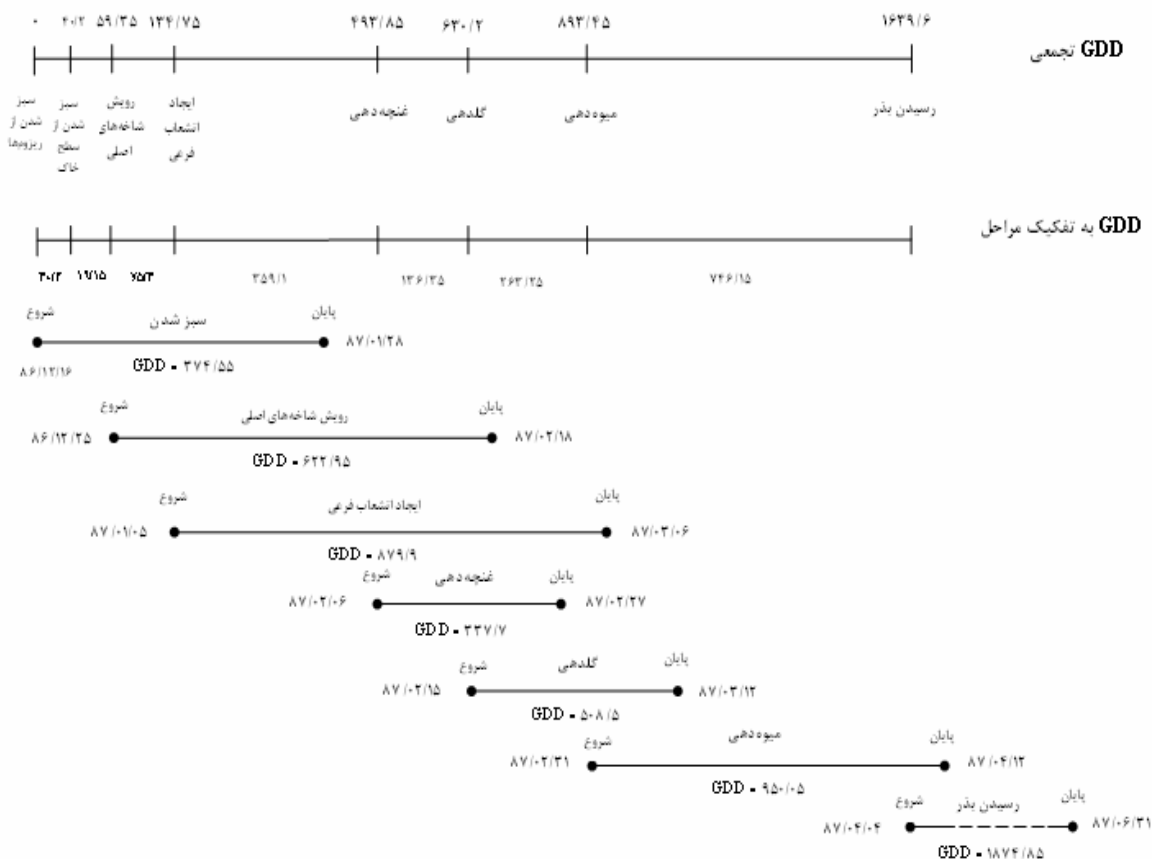 ۰ ۴۰/۲ ۵۹/۳۵ ۱۳۴/۷۵ ۴۹۳/۸۵ ۶۳۰/۲ ۸۹۳/۴۵ ۱۶۳۹/۶
GDD تجمعی
سبز شدن از ریزوم‌ها
سبز شدن از سطح خاک
رویش شاخه‌های اصلی
ایجاد انشعاب فرعی
غنچه دهی
گلدهی
میوه دهی
رسیدن بذر
GDD به تفکیک مراحل
۱۹/۱۵ ۷۵/۳ ۳۵۹/۱ ۱۳۶/۳۵ ۲۶۳/۲۵ ۷۴۶/۱۵
شروع سبز شدن پایان
۸۶/۱۲/۱۶ ۸۷/۰۱/۲۸
GDD = ۳۷۴/۵۵
شروع رویش شاخه‌های اصلی پایان
۸۶/۱۲/۲۵ ۸۷/۰۲/۱۸
GDD = ۶۲۲/۹۵
شروع ایجاد انشعاب فرعی پایان
۸۷/۰۱/۰۵ ۸۷/۰۳/۰۶
GDD = ۸۷۹/۹
شروع غنچه دهی پایان
۸۷/۰۲/۰۶ ۸۷/۰۲/۲۷
GDD = ۳۳۷/۷
شروع گلدهی پایان
۸۷/۰۲/۱۵ ۸۷/۰۳/۱۲
GDD = ۵۰۸/۵
شروع میوه دهی پایان
۸۷/۰۲/۳۱ ۸۷/۰۴/۱۲
GDD = ۹۵۰/۰۵
شروع رسیدن بذر پایان
۸۷/۰۴/۰۴ ۸۷/۰۶/۳۱
GDD = ۱۸۷۴/۸۵